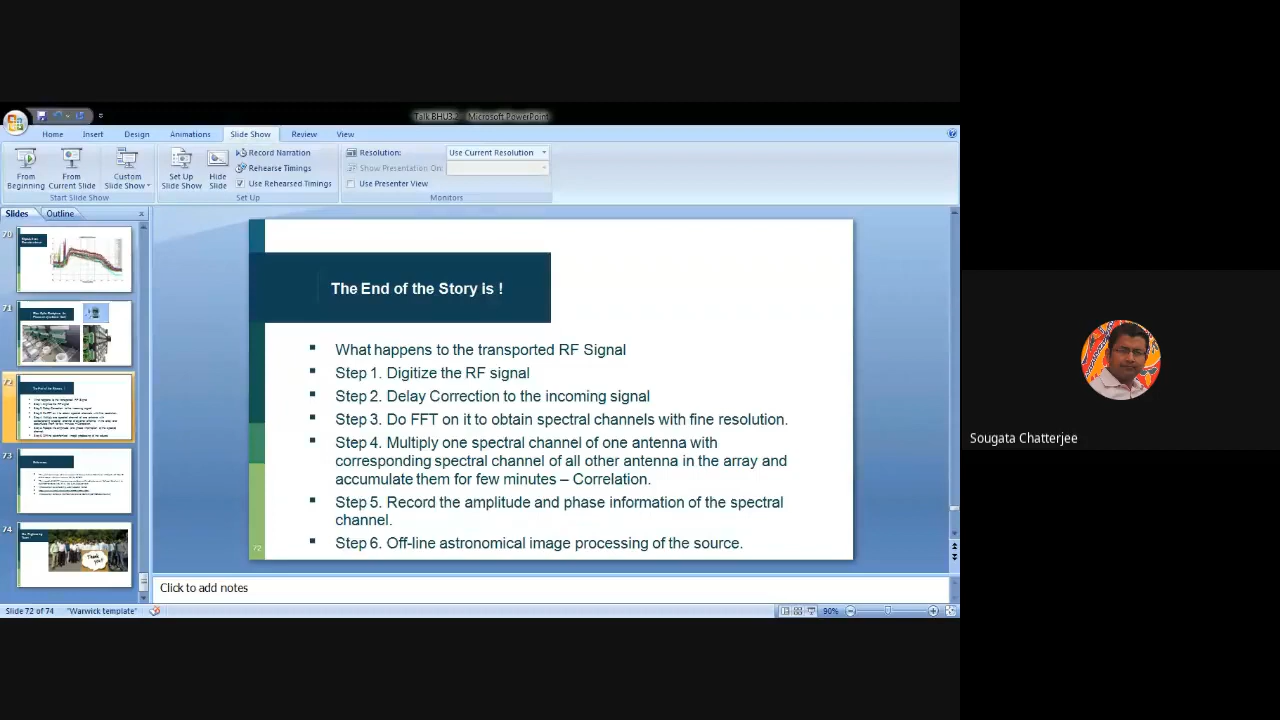 Talk BHU3.2 - Microsoft PowerPoint
Home Insert Design Animations Slide Show Review View
From Beginning
From Current Slide
Custom Slide Show
Start Slide Show
Set Up Slide Show
Hide Slide
Record Narration
Rehearse Timings
Use Rehearsed Timings
Set Up
Resolution: Use Current Resolution
Show Presentation On:
Use Presenter View
Monitors
Slides Outline
70
71
72
73
74
The End of the Story is !
What happens to the transported RF Signal
Step 1. Digitize the RF signal
Step 2. Delay Correction to the incoming signal
Step 3. Do FFT on it to obtain spectral channels with fine resolution.
Step 4. Multiply one spectral channel of one antenna with
corresponding spectral channel of all other antenna in the array and
accumulate them for few minutes – Correlation.
Step 5. Record the amplitude and phase information of the spectral
channel.
Step 6. Off-line astronomical image processing of the source.
72
Click to add notes
Slide 72 of 74 "Warwick template" 90%
Sougata Chatterjee